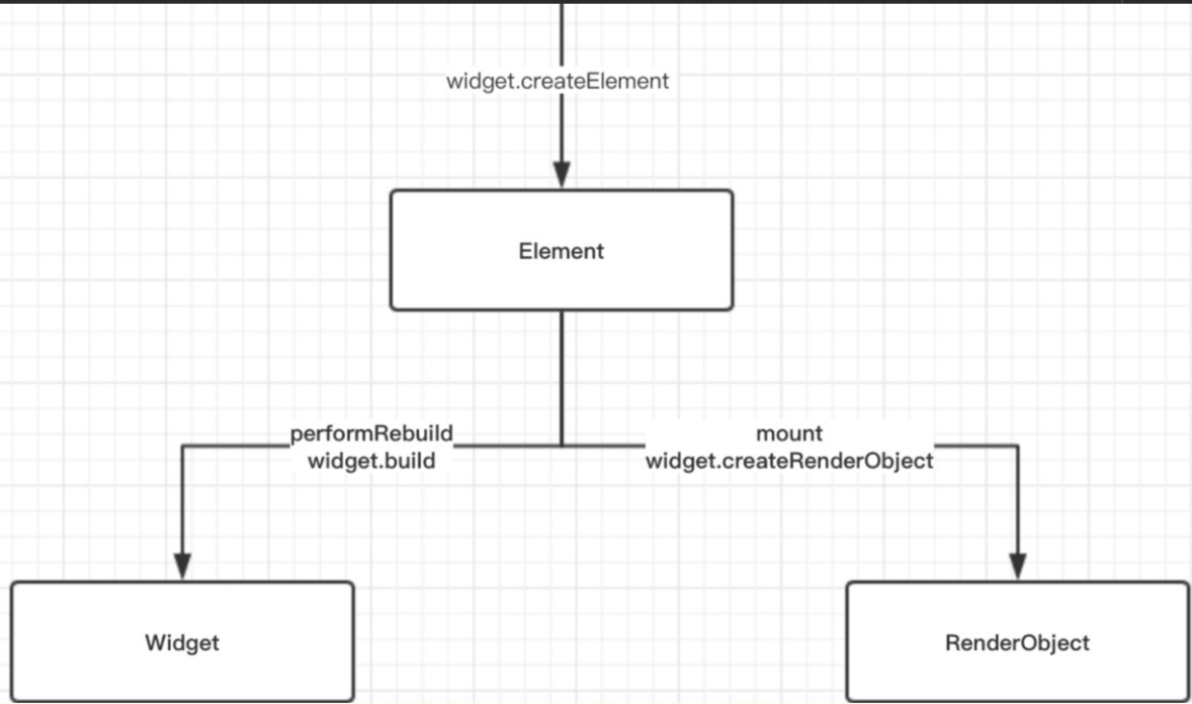 widget.createElement
Element
performRebuild
widget.build
mount
widget.createRenderObject
Widget
RenderObject